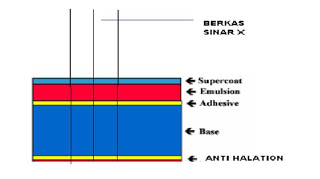 BERKAS
SINAR X
Supercoat
Emulsion
Adhesive
Base
ANTI HALATION